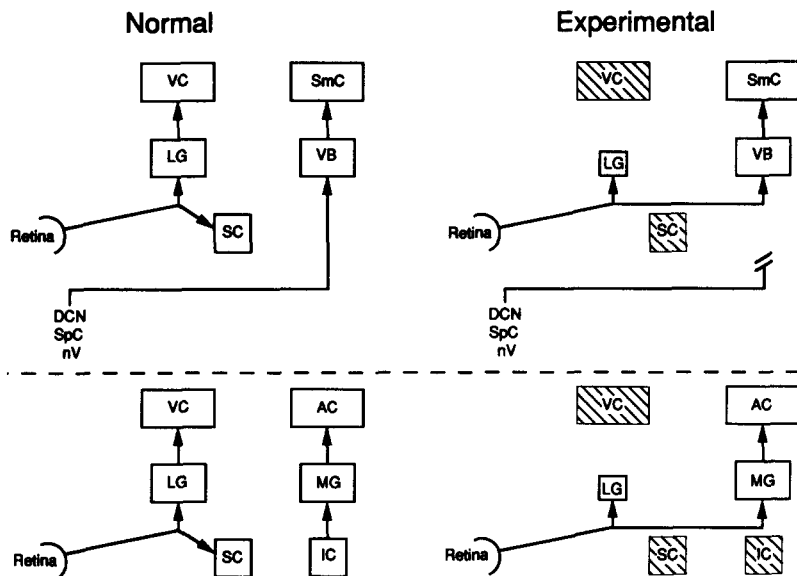 Normal Experimental
VC SmC VC SmC
LG VB LG VB
Retina SC Retina SC
DCN DCN
SpC SpC
nV nV
VC AC VC AC
LG MG LG MG
Retina SC IC Retina SC IC